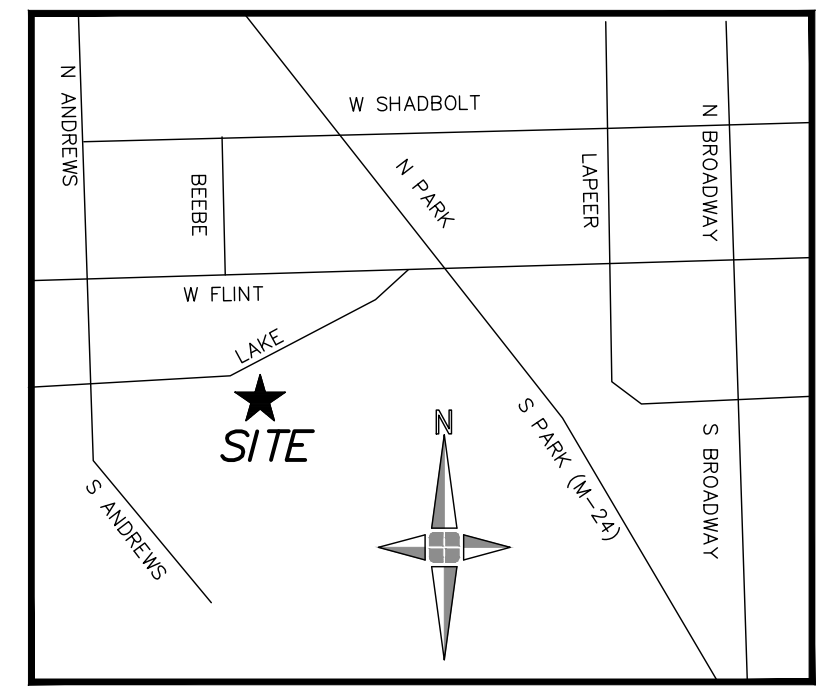 N ANDREWS
W SHADBOLT
N BROADWAY
BEEBE
N PARK
LAPEER
W FLINT
LAKE
SITE
N
S PARK (M-24)
S BROADWAY
S ANDREWS